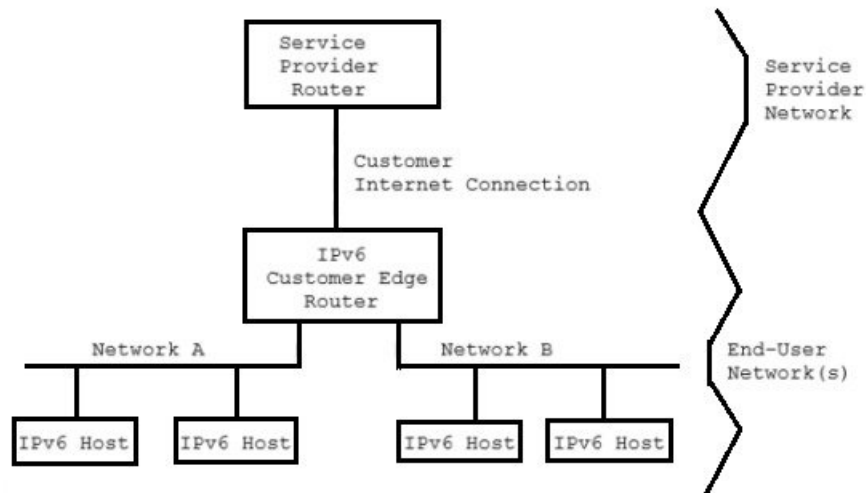 Service
Provider
Router
Service
Provider
Network
Customer
Internet Connection
IPv6
Customer Edge
Router
Network A
Network B
End-User
Network(s)
IPv6 Host
IPv6 Host
IPv6 Host
IPv6 Host